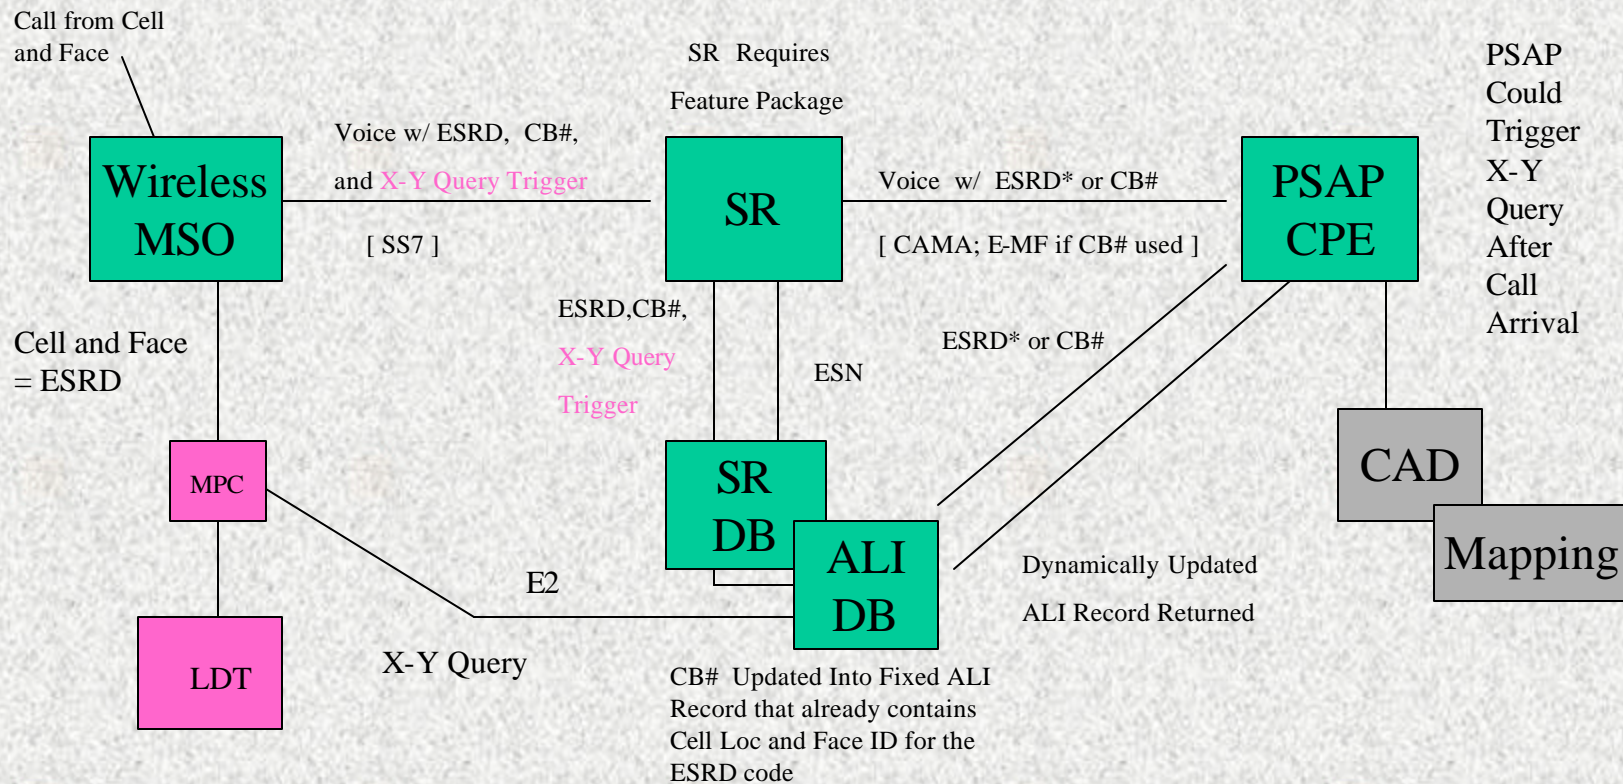 Call from Cell
and Face
SR Requires
Feature Package
PSAP
Could
Trigger
X-Y
Query
After
Call
Arrival
Wireless
MSO
Voice w/ ESRD, CB#,
and X-Y Query Trigger
[ SS7 ]
SR
Voice w/ ESRD* or CB#
[ CAMA; E-MF if CB# used ]
PSAP
CPE
Cell and Face
= ESRD
ESRD,CB#,
X-Y Query
Trigger
ESN
ESRD* or CB#
MPC
SR
DB
CAD
Mapping
E2
ALI
DB
Dynamically Updated
ALI Record Returned
LDT
X-Y Query
CB# Updated Into Fixed ALI
Record that already contains
Cell Loc and Face ID for the
ESRD code